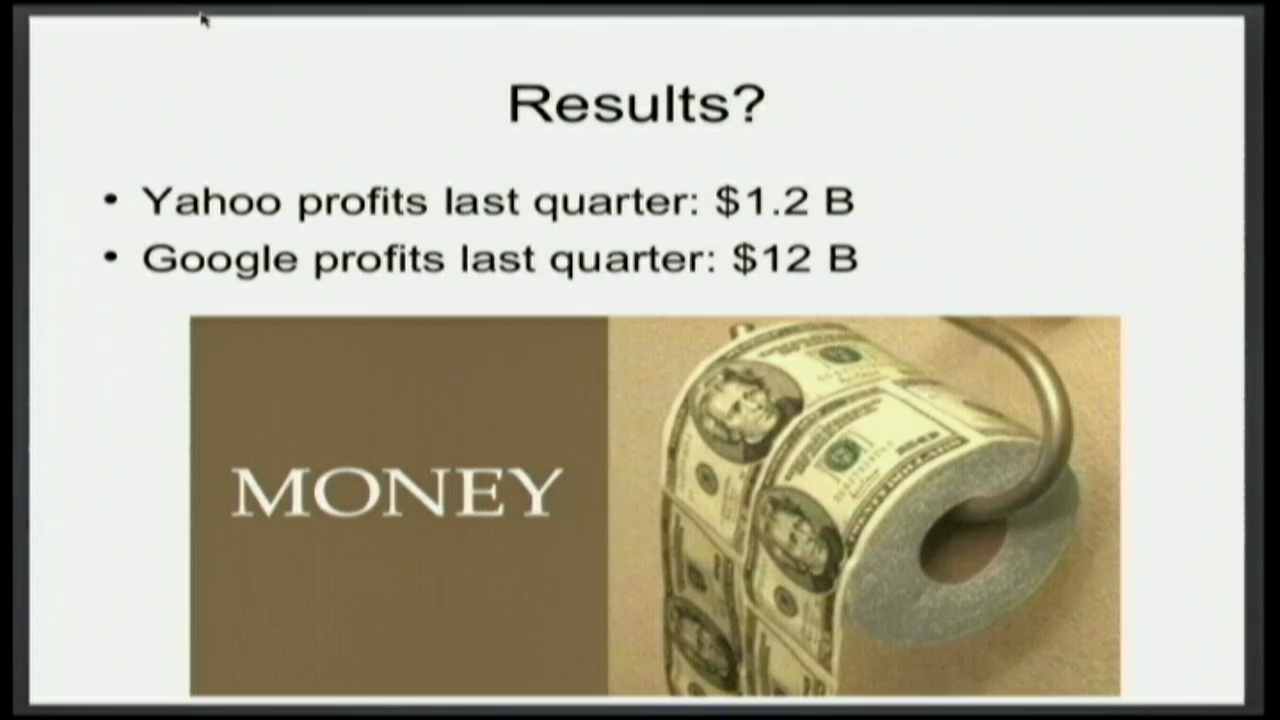 Results?
• Yahoo profits last quarter: $1.2 B
• Google profits last quarter: $12 B
MONEY